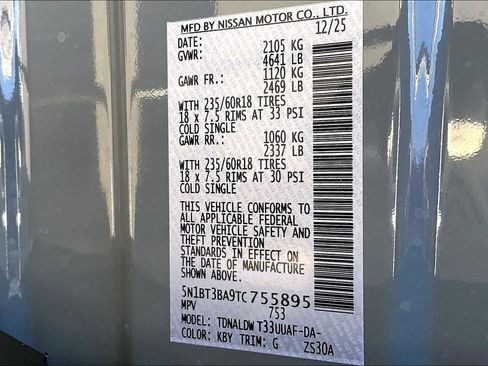 MFD BY NISSAN MOTOR CO., LTD.
DATE: 12/25
GVWR: 2105 KG
4641 LB
GAWR FR.: 1120 KG
2469 LB
WITH 235/60R18 TIRES
18 x 7.5 RIMS AT 33 PSI
COLD SINGLE
GAWR RR.: 1060 KG
2337 LB
WITH 235/60R18 TIRES
18 x 7.5 RIMS AT 30 PSI
COLD SINGLE
THIS VEHICLE CONFORMS TO
ALL APPLICABLE FEDERAL
MOTOR VEHICLE SAFETY AND
THEFT PREVENTION
STANDARDS IN EFFECT ON
THE DATE OF MANUFACTURE
SHOWN ABOVE.
5N1BT3BA9TC755895
MPV 753
MODEL: TDNALDW T33UUAF-DA-
COLOR: KBY TRIM: G ZS30A